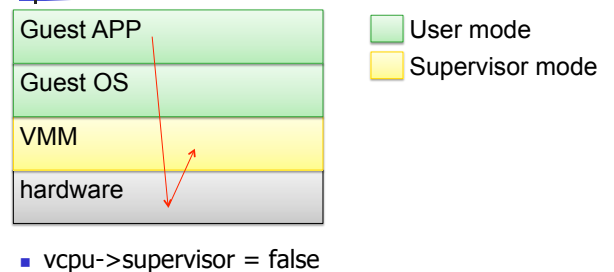 Guest APP
User mode
Supervisor mode
Guest OS
VMM
hardware
vcpu->supervisor = false